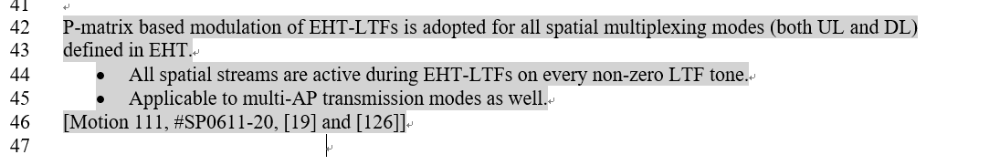 41
42 P-matrix based modulation of EHT-LTFs is adopted for all spatial multiplexing modes (both UL and DL)
43 defined in EHT.
44 • All spatial streams are active during EHT-LTFs on every non-zero LTF tone.
45 • Applicable to multi-AP transmission modes as well.
46 [Motion 111, #SP0611-20, [19] and [126]]
47